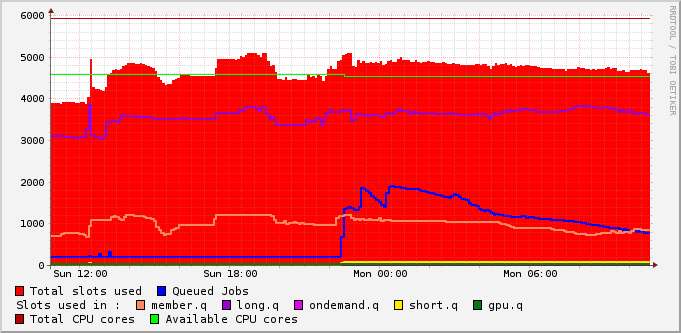 6000
5000
4000
3000
2000
1000
0
Sun 12:00 Sun 18:00 Mon 00:00 Mon 06:00
Total slots used Queued Jobs
Slots used in : member.q long.q ondemand.q short.q gpu.q
Total CPU cores Available CPU cores
RRDTOOL / TOBI OETIKER